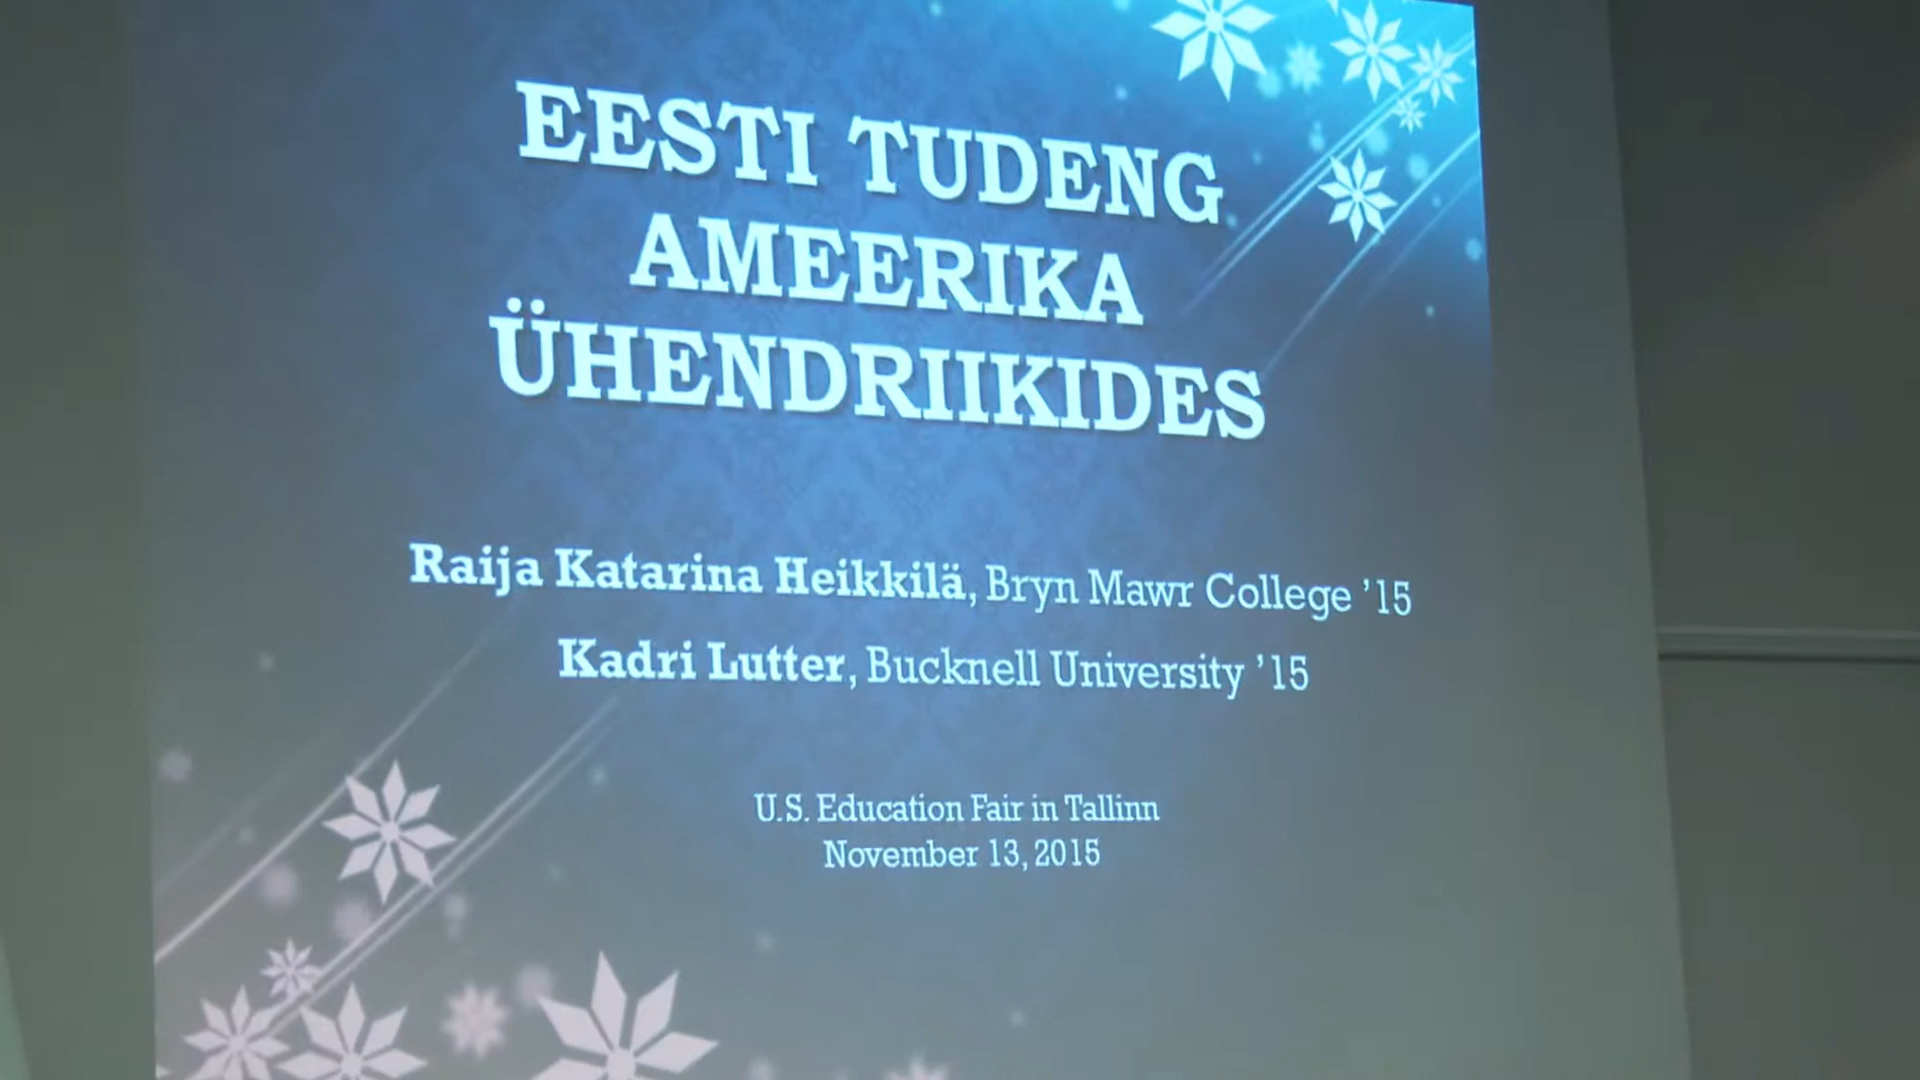 EESTI TUDENG
AMEERIKA
ÜHENDRIIKIDES
Raija Katarina Heikkilä, Bryn Mawr College ’15
Kadri Lutter, Bucknell University ’15
U.S. Education Fair in Tallinn
November 13, 2015